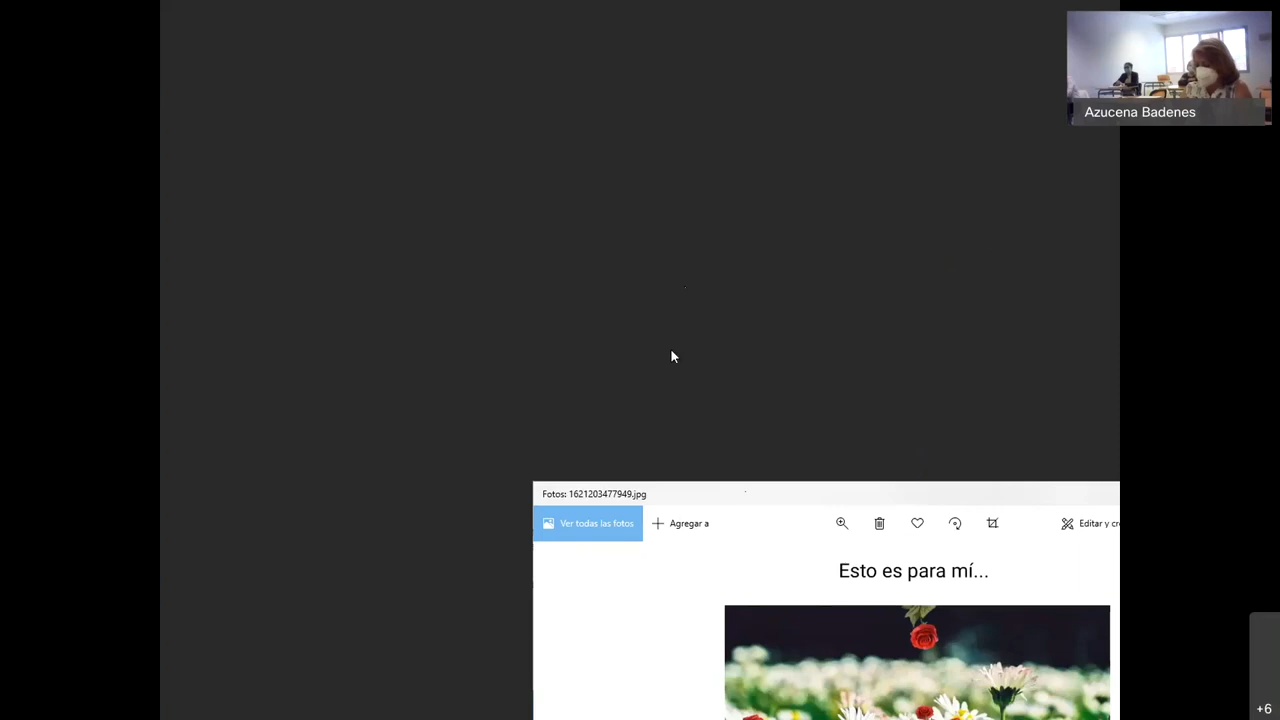 Azucena Badenes
Fotos: 1621203477949.jpg
Ver todas las fotos
Agregar a
Editar y cr
Esto es para mí...
+6